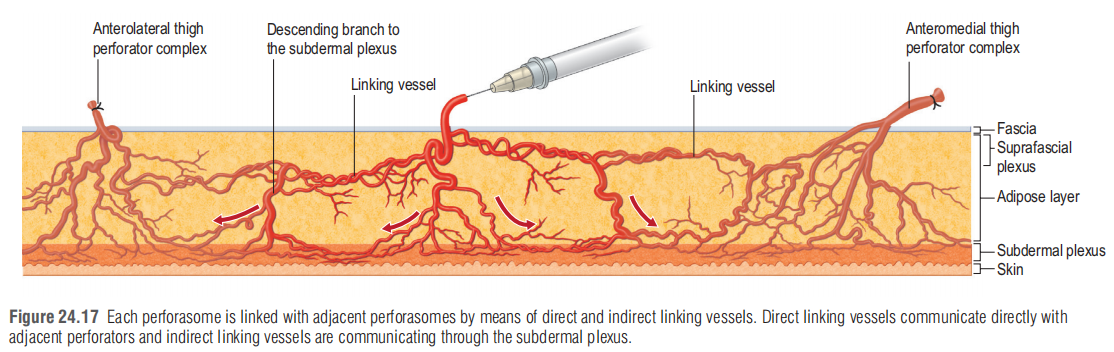 Anterolateral thigh
perforator complex
Descending branch to
the subdermal plexus
Linking vessel
Linking vessel
Anteromedial thigh
perforator complex
Fascia
Suprafascial
plexus
Adipose layer
Subdermal plexus
Skin
Figure 24.17 Each perforasome is linked with adjacent perforasomes by means of direct and indirect linking vessels. Direct linking vessels communicate directly with
adjacent perforators and indirect linking vessels are communicating through the subdermal plexus.